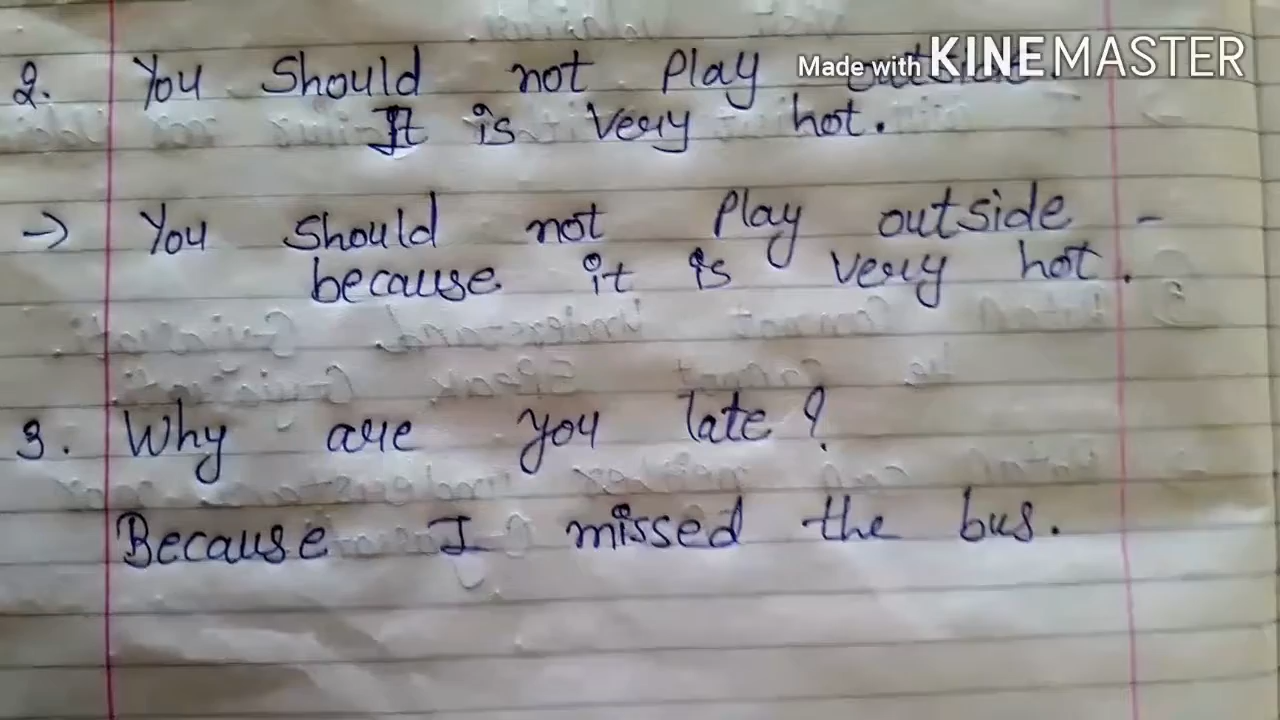 2. You Should not Play outside. Made with KINEMASTER
It is very hot.
→ You Should not Play outside -
because it is very hot.
3. Why are you late?
Because I missed the bus.